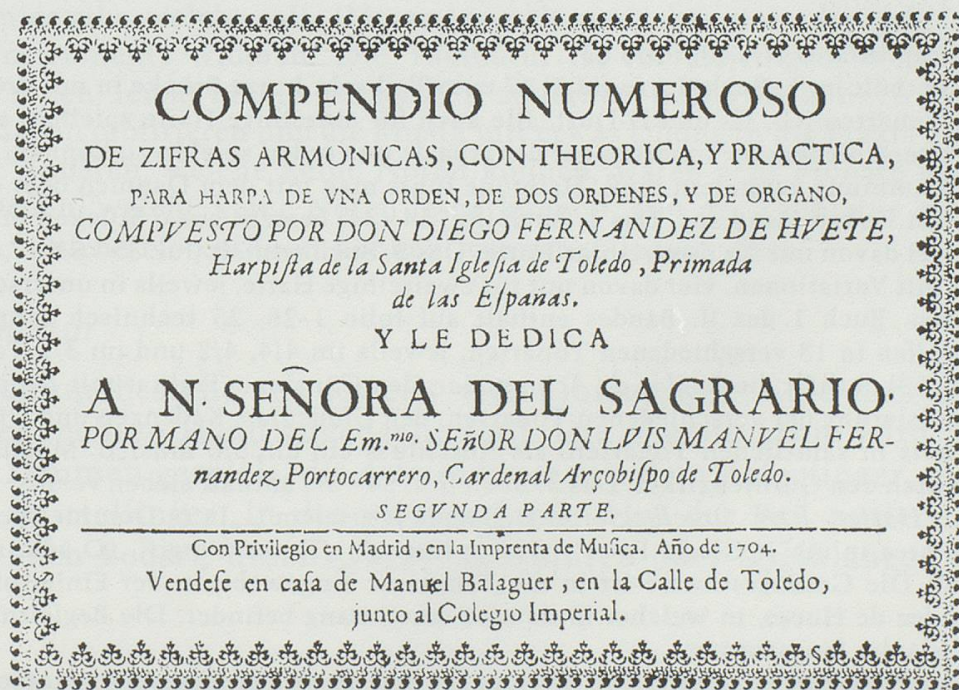 COMPENDIO NUMEROSO
DE ZIFRAS ARMONICAS, CON THEORICA, Y PRACTICA,
PARA HARPA DE VNA ORDEN, DE DOS ORDENES, Y DE ORGANO,
COMPVESTO POR DON DIEGO FERNANDEZ DE HVETE,
Harpiſta de la Santa Igleſia de Toledo, Primada
de las Eſpañas.
Y LE DEDICA
A N. SEÑORA DEL SAGRARIO.
POR MANO DEL Em.mo. SEñOR DON LVIS MANVEL FER-
nandez Portocarrero, Cardenal Arçobiſpo de Toledo.
SEGVNDA PARTE.
Con Privilegio en Madrid, en la Imprenta de Muſica. Año de 1704.
Vendeſe en caſa de Manuel Balaguer, en la Calle de Toledo,
junto al Colegio Imperial.